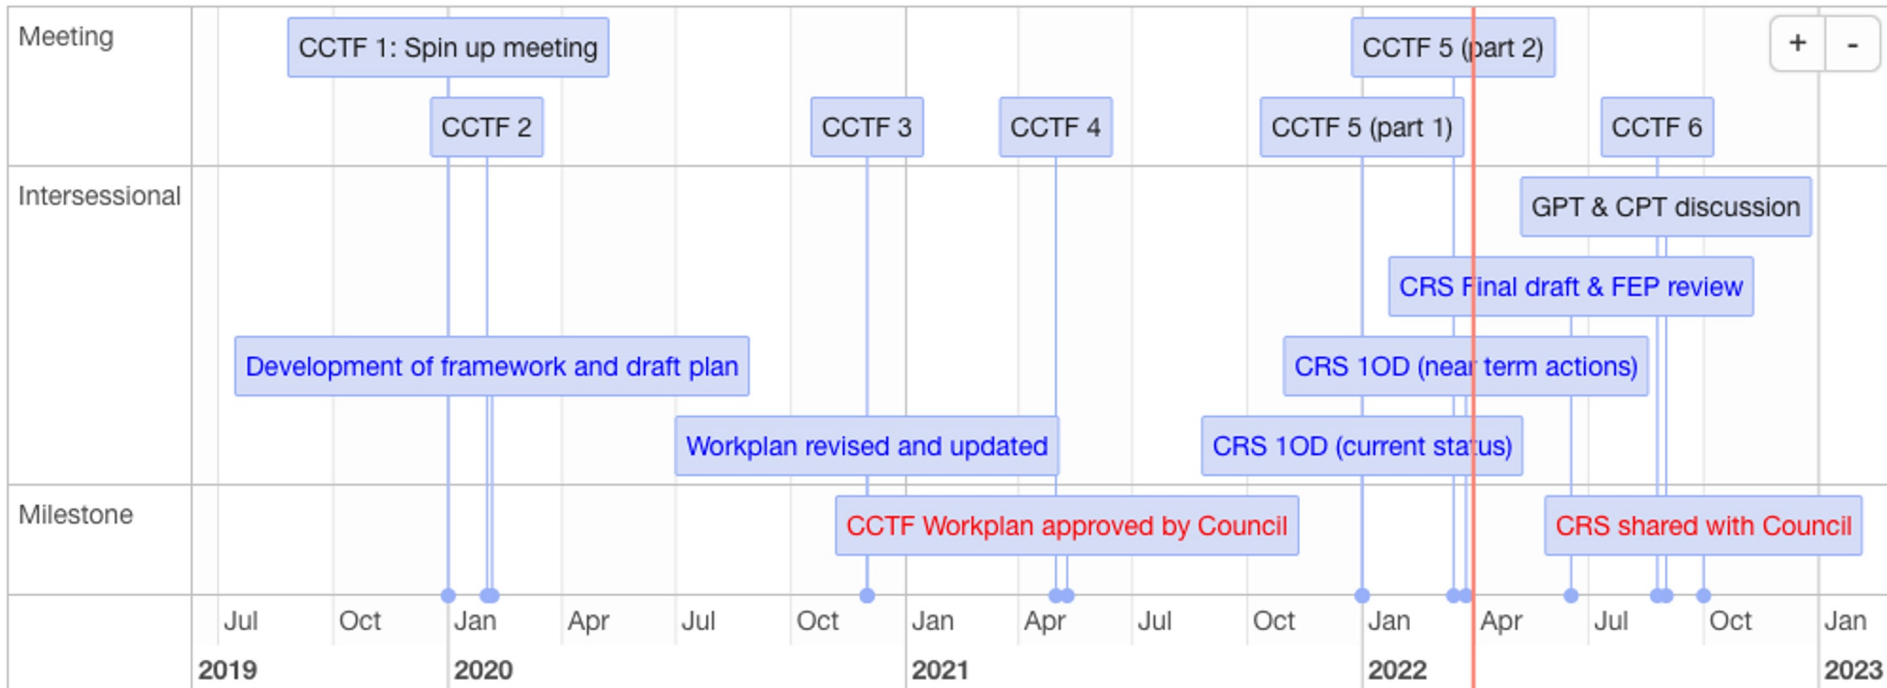 Meeting
CCTF 1: Spin up meeting
CCTF 5 (part 2)
+ -
CCTF 2
CCTF 3
CCTF 4
CCTF 5 (part 1)
CCTF 6
Intersessional
GPT & CPT discussion
CRS Final draft & FEP review
Development of framework and draft plan
CRS 1OD (near term actions)
Workplan revised and updated
CRS 1OD (current status)
Milestone
CCTF Workplan approved by Council
CRS shared with Council
Jul Oct Jan Apr Jul Oct Jan Apr Jul Oct Jan Apr Jul Oct Jan
2019 2020 2021 2022 2023